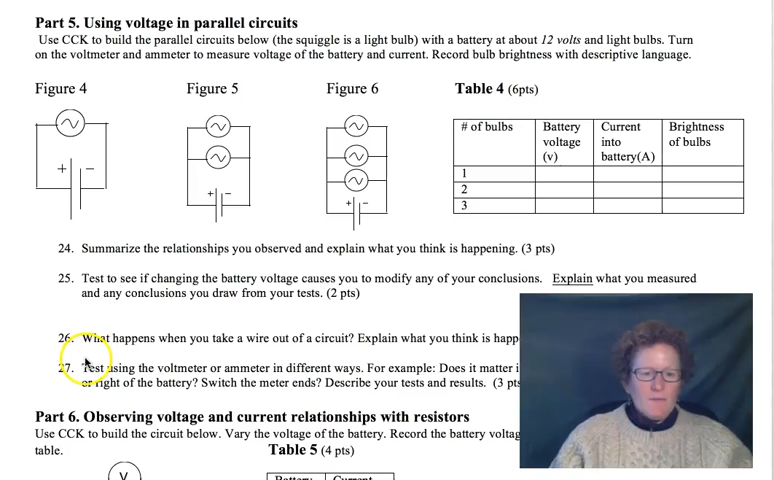 Part 5. Using voltage in parallel circuits
Use CCK to build the parallel circuits below (the squiggle is a light bulb) with a battery at about 12 volts and light bulbs. Turn
on the voltmeter and ammeter to measure voltage of the battery and current. Record bulb brightness with descriptive language.
Figure 4 Figure 5 Figure 6 Table 4 (6pts)
# of bulbs Battery Current Brightness
voltage into of bulbs
(v) battery(A)
+ −
1
2
+ − + − 3
24. Summarize the relationships you observed and explain what you think is happening. (3 pts)
25. Test to see if changing the battery voltage causes you to modify any of your conclusions. Explain what you measured
and any conclusions you draw from your tests. (2 pts)
26. What happens when you take a wire out of a circuit? Explain what you think is happ
27. Test using the voltmeter or ammeter in different ways. For example: Does it matter i
or right of the battery? Switch the meter ends? Describe your tests and results. (3 pts
Part 6. Observing voltage and current relationships with resistors
Use CCK to build the circuit below. Vary the voltage of the battery. Record the battery voltag
table. Table 5 (4 pts)
V Battery Current